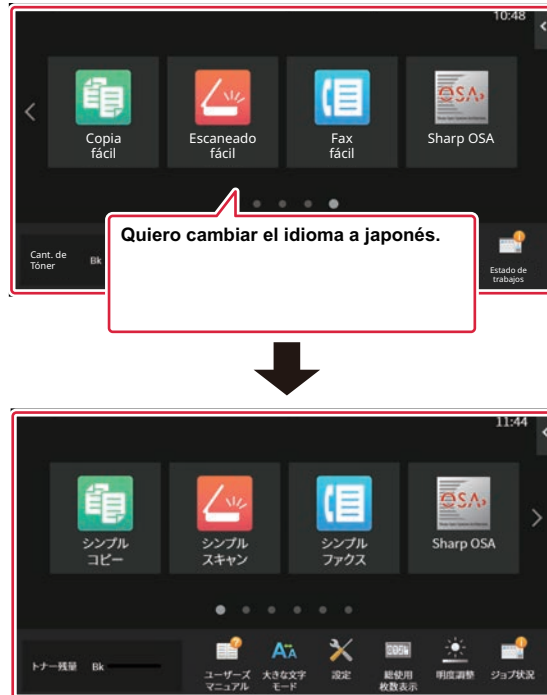 10:48
Copia
fácil
Escaneado
fácil
Fax
fácil
Sharp OSA
Quiero cambiar el idioma a japonés.
Cant. de
Tóner
Bk
Estado de
trabajos
11:44
シンプル
コピー
シンプル
スキャン
シンプル
ファクス
Sharp OSA
トナー残量 Bk
ユーザーズ
マニュアル
大きな文字
モード
設定
総使用
枚数表示
明度調整
ジョブ状況